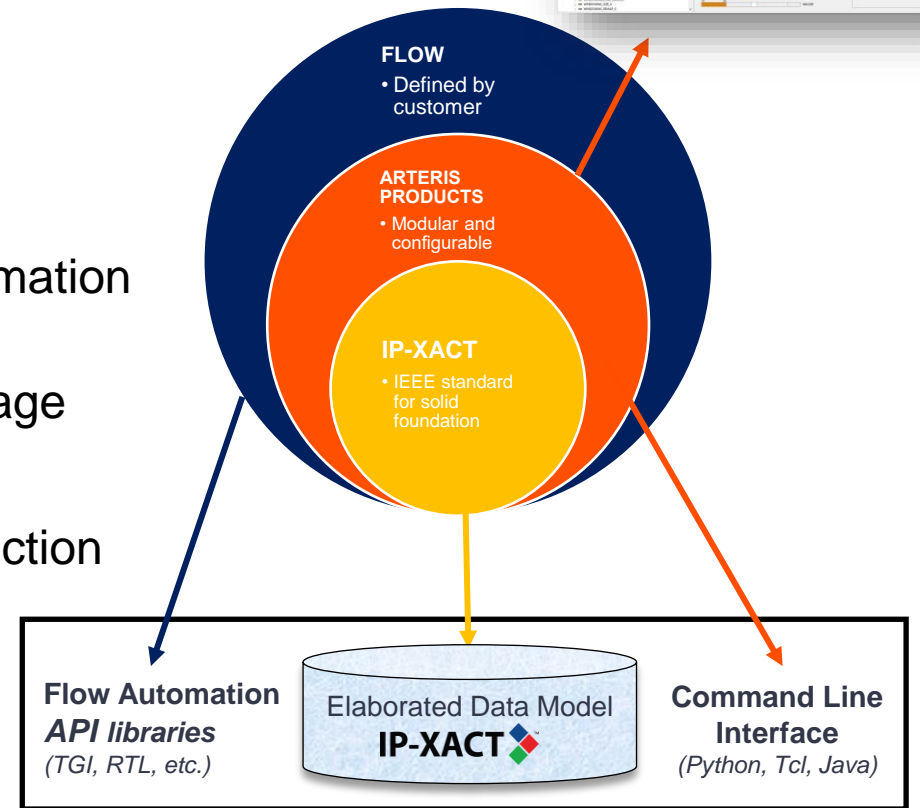 FLOW
• Defined by
customer
ARTERIS
PRODUCTS
• Modular and
configurable
mation
IP-XACT
• IEEE standard
for solid
foundation
age
ction
Flow Automation
API libraries
(TGI, RTL, etc.)
Elaborated Data Model
IP-XACT™
Command Line
Interface
(Python, Tcl, Java)